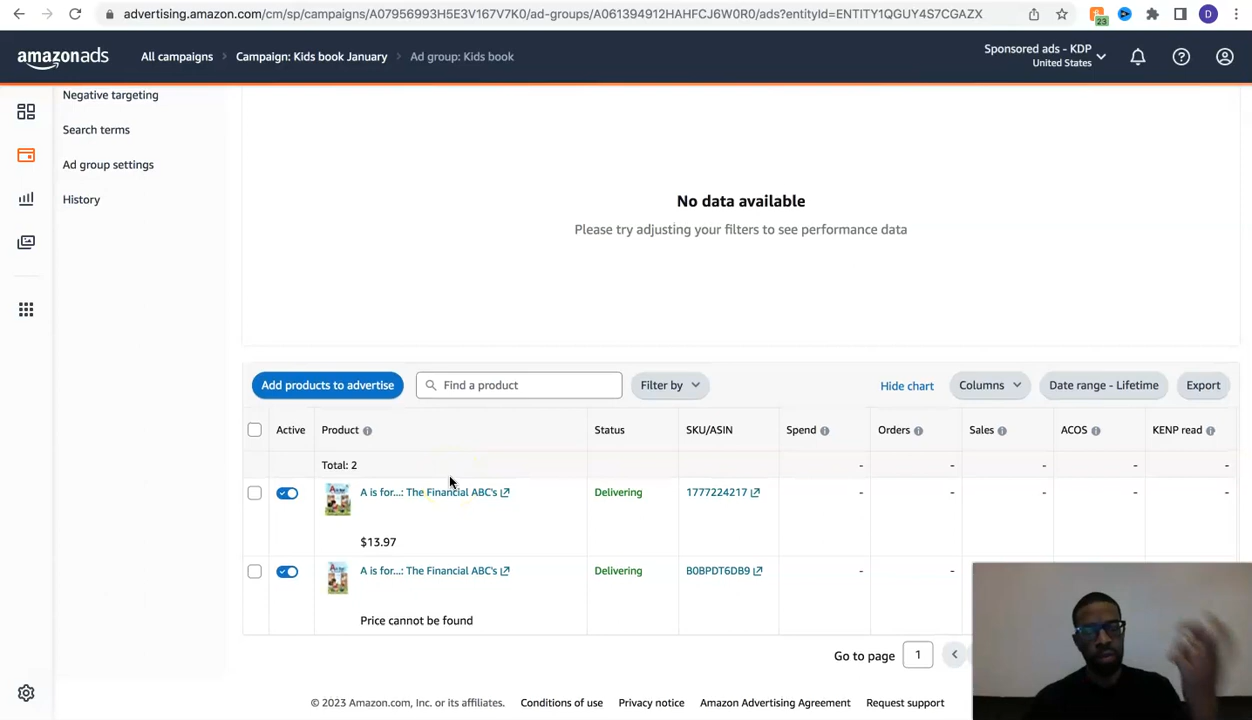 advertising.amazon.com/cm/sp/campaigns/A07956993H5E3V167V7K0/ad-groups/A061394912HAHFCJ6W0R0/ads?entityId=ENTITY1QGUY4S7CGAZX
23
D
amazonads
All campaigns
Campaign: Kids book January
Ad group: Kids book
Sponsored ads - KDP
United States
Negative targeting
Search terms
Ad group settings
History
No data available
Please try adjusting your filters to see performance data
Add products to advertise
Find a product
Filter by
Hide chart
Columns
Date range - Lifetime
Export
Active
Product
Status
SKU/ASIN
Spend
Orders
Sales
ACOS
KENP read
Total: 2
-
-
-
-
-
A is for...: The Financial ABC's
Delivering
1777224217
-
-
-
-
-
$13.97
A is for...: The Financial ABC's
Delivering
B0BPDT6DB9
-
-
Price cannot be found
Go to page
1
© 2023 Amazon.com, Inc. or its affiliates.
Conditions of use
Privacy notice
Amazon Advertising Agreement
Request support